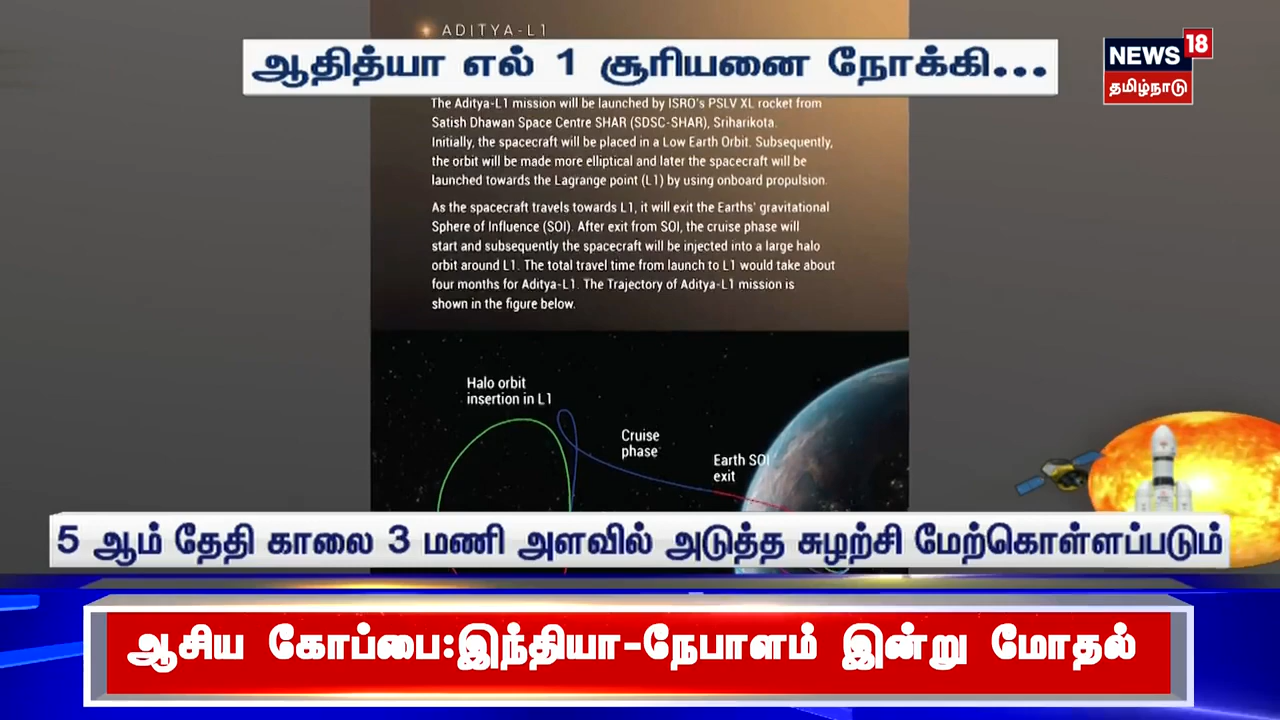 ADITYA-L1
ஆதித்யா எல் 1 சூரியனை நோக்கி...
NEWS 18
தமிழ்நாடு
The Aditya-L1 mission will be launched by ISRO's PSLV XL rocket from
Satish Dhawan Space Centre SHAR (SDSC-SHAR), Sriharikota.
Initially, the spacecraft will be placed in a Low Earth Orbit. Subsequently,
the orbit will be made more elliptical and later the spacecraft will be
launched towards the Lagrange point (L1) by using onboard propulsion.
As the spacecraft travels towards L1, it will exit the Earths' gravitational
Sphere of Influence (SOI). After exit from SOI, the cruise phase will
start and subsequently the spacecraft will be injected into a large halo
orbit around L1. The total travel time from launch to L1 would take about
four months for Aditya-L1. The Trajectory of Aditya-L1 mission is
shown in the figure below.
Halo orbit
insertion in L1
Cruise
phase
Earth SOI
exit
5 ஆம் தேதி காலை 3 மணி அளவில் அடுத்த சுழற்சி மேற்கொள்ளப்படும்
ஆசிய கோப்பை:இந்தியா-நேபாளம் இன்று மோதல்